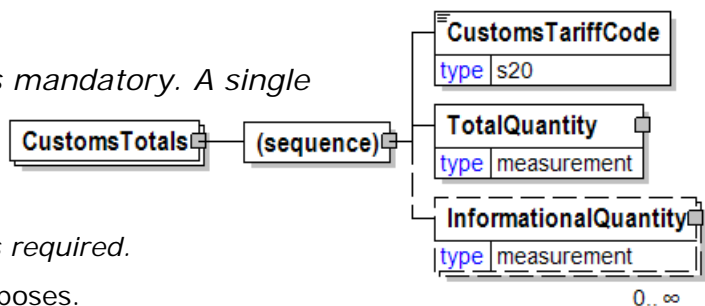 CustomsTariffCode
type s20
s mandatory. A single
TotalQuantity
CustomsTotals
(sequence)
type measurement
InformationalQuantity
s required.
type measurement
poses.
0.. ∞